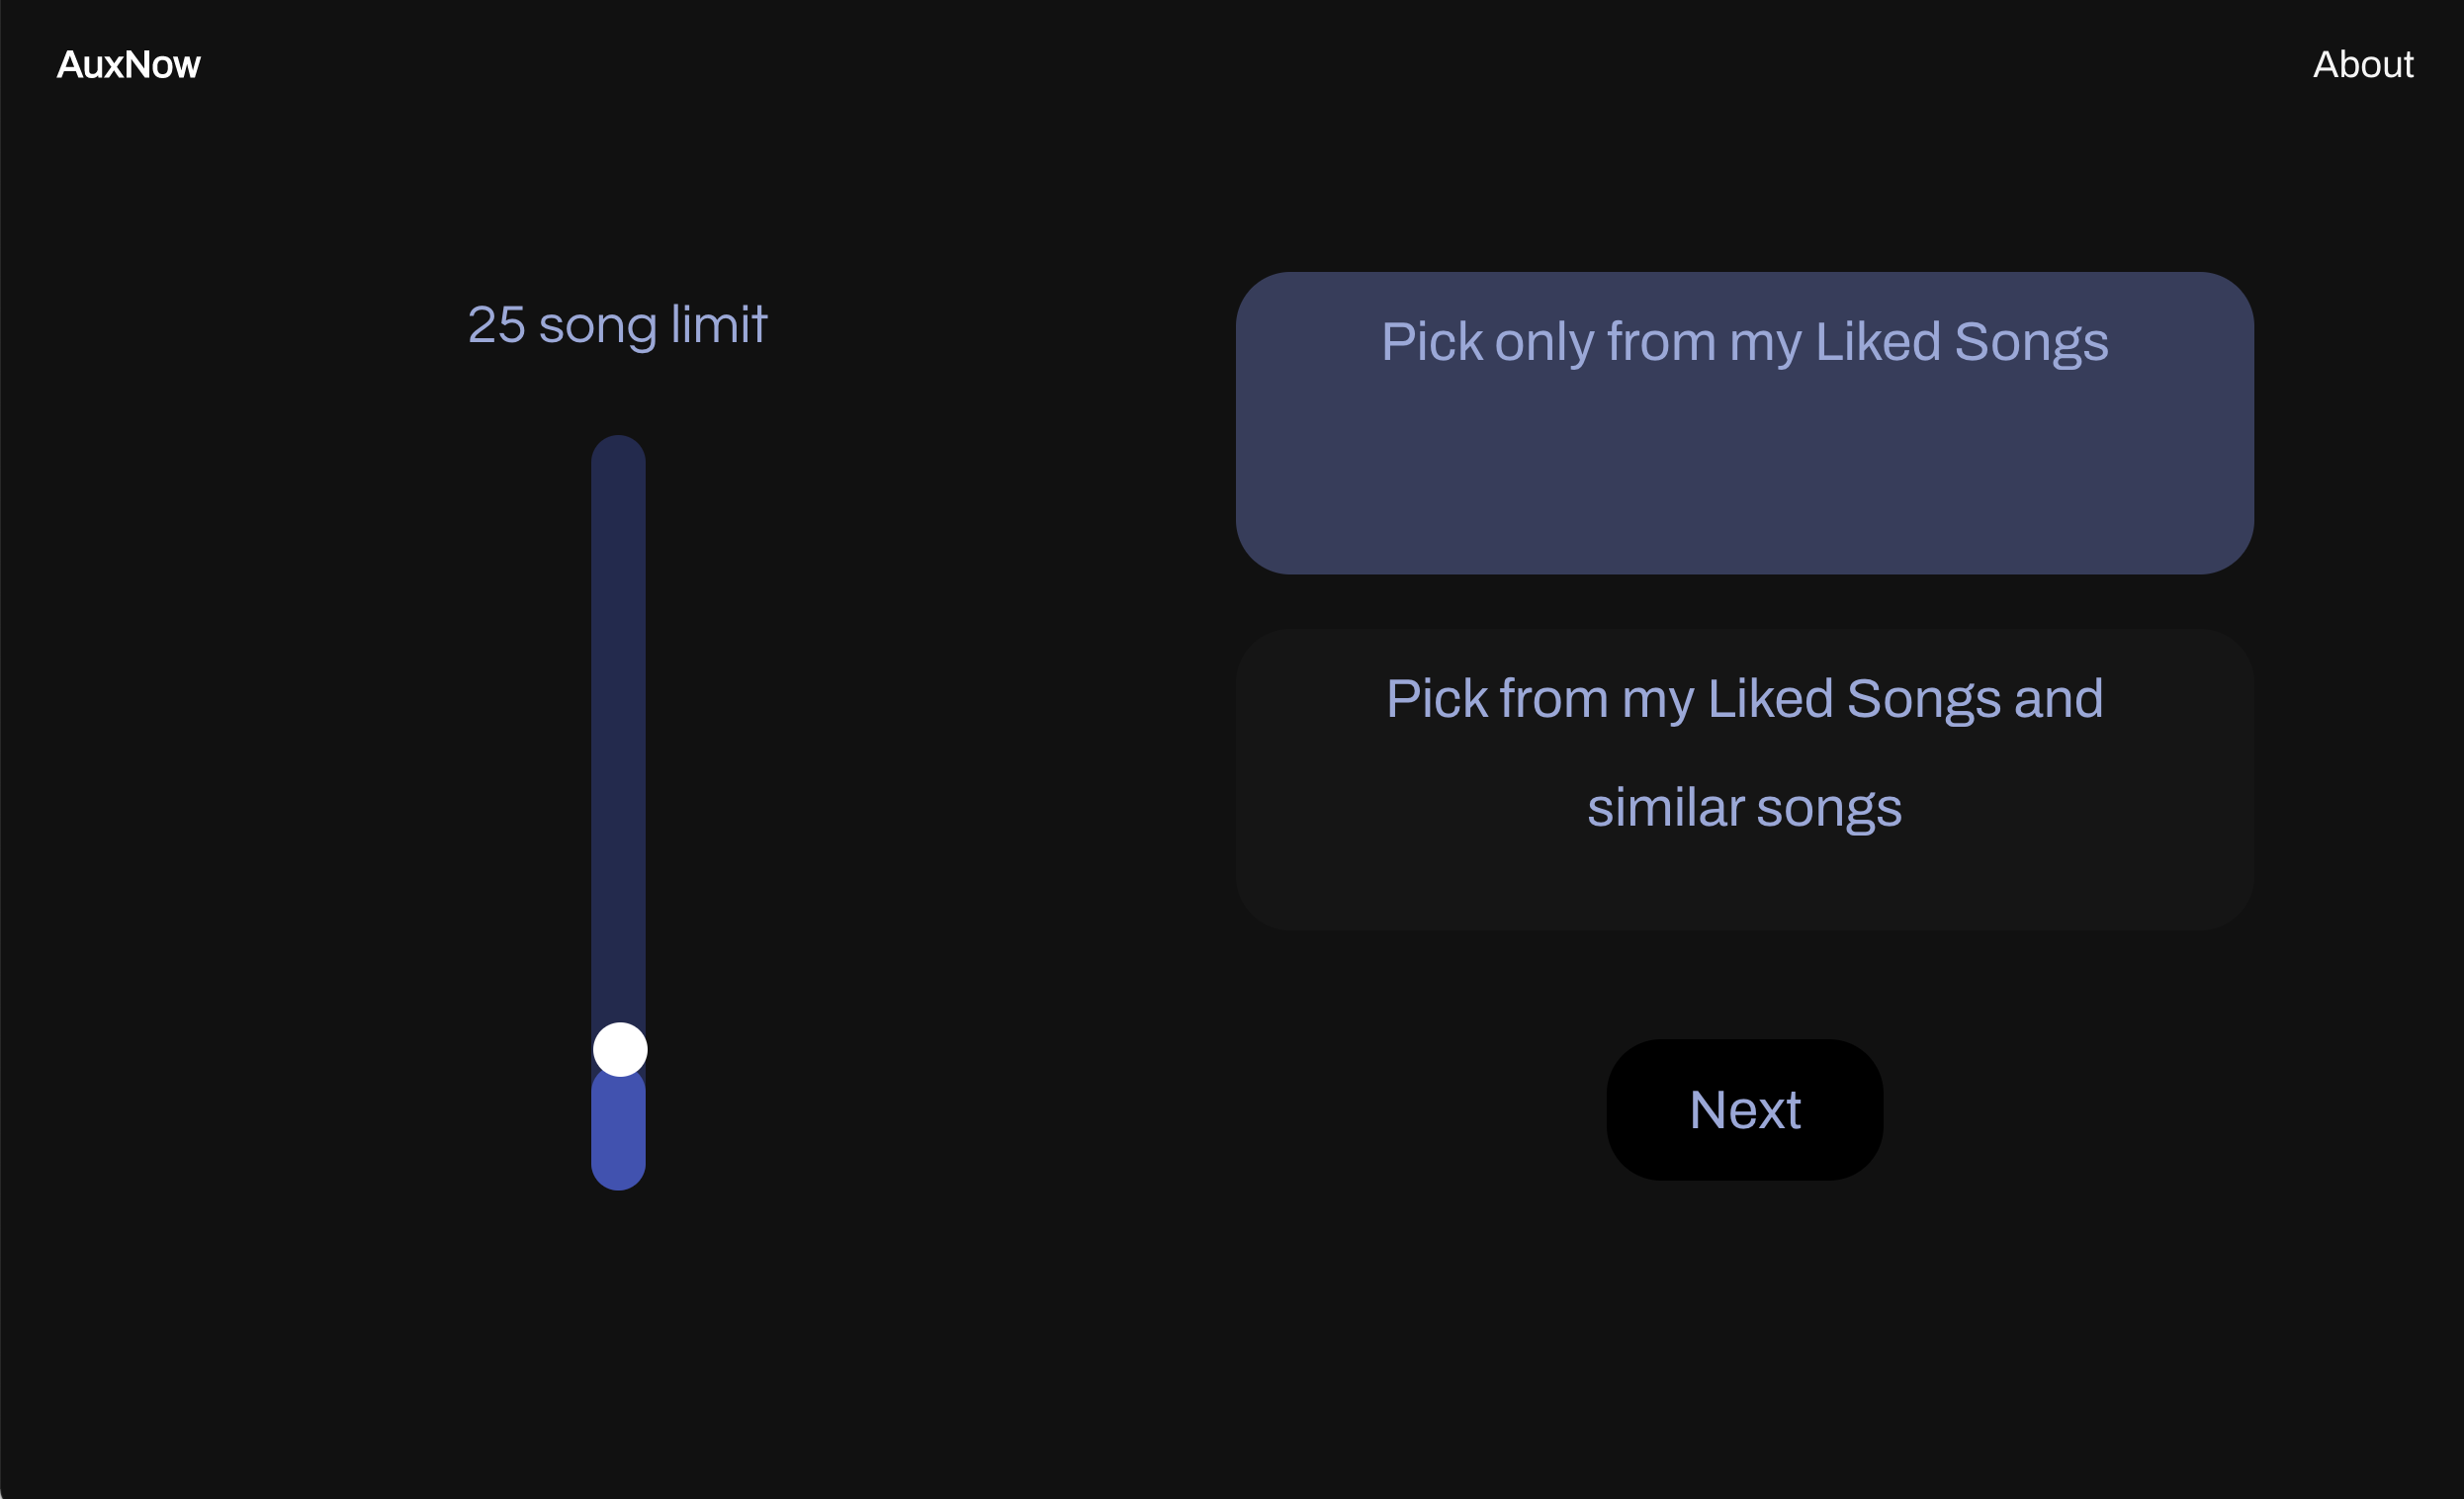 AuxNow
About
25 song limit
Pick only from my Liked Songs
Pick from my Liked Songs and
similar songs
Next